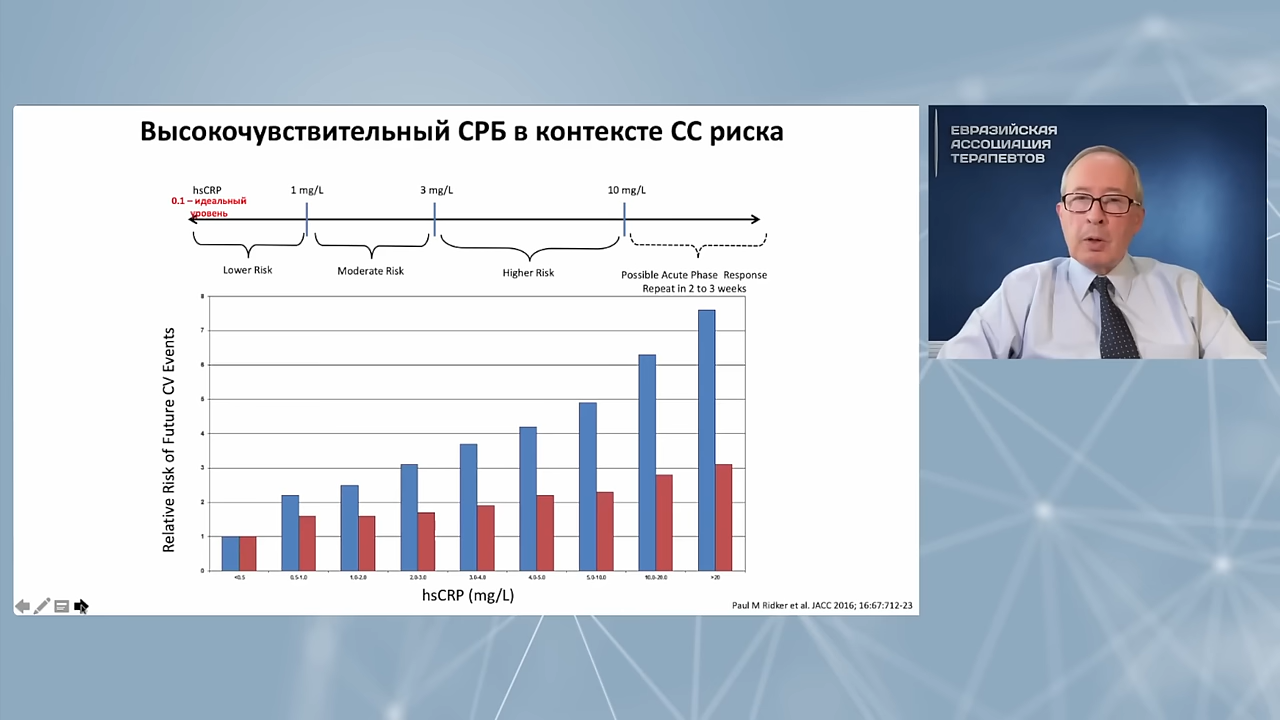 Высокочувствительный СРБ в контексте СС риска
ЕВРАЗИЙСКАЯ
АССОЦИАЦИЯ
ТЕРАПЕВТОВ
hsCRP
1 mg/L
3 mg/L
10 mg/L
0.1 – идеальный
уровень
Lower Risk
Moderate Risk
Higher Risk
Possible Acute Phase Response
Repeat in 2 to 3 weeks
Relative Risk of Future CV Events
8
7
6
5
4
3
2
1
0
<0.5
0.5-1.0
1.0-2.0
2.0-3.0
3.0-4.0
4.0-5.0
5.0-10.0
10.0-20.0
>20
hsCRP (mg/L)
Paul M Ridker et al. JACC 2016; 16:67:712-23